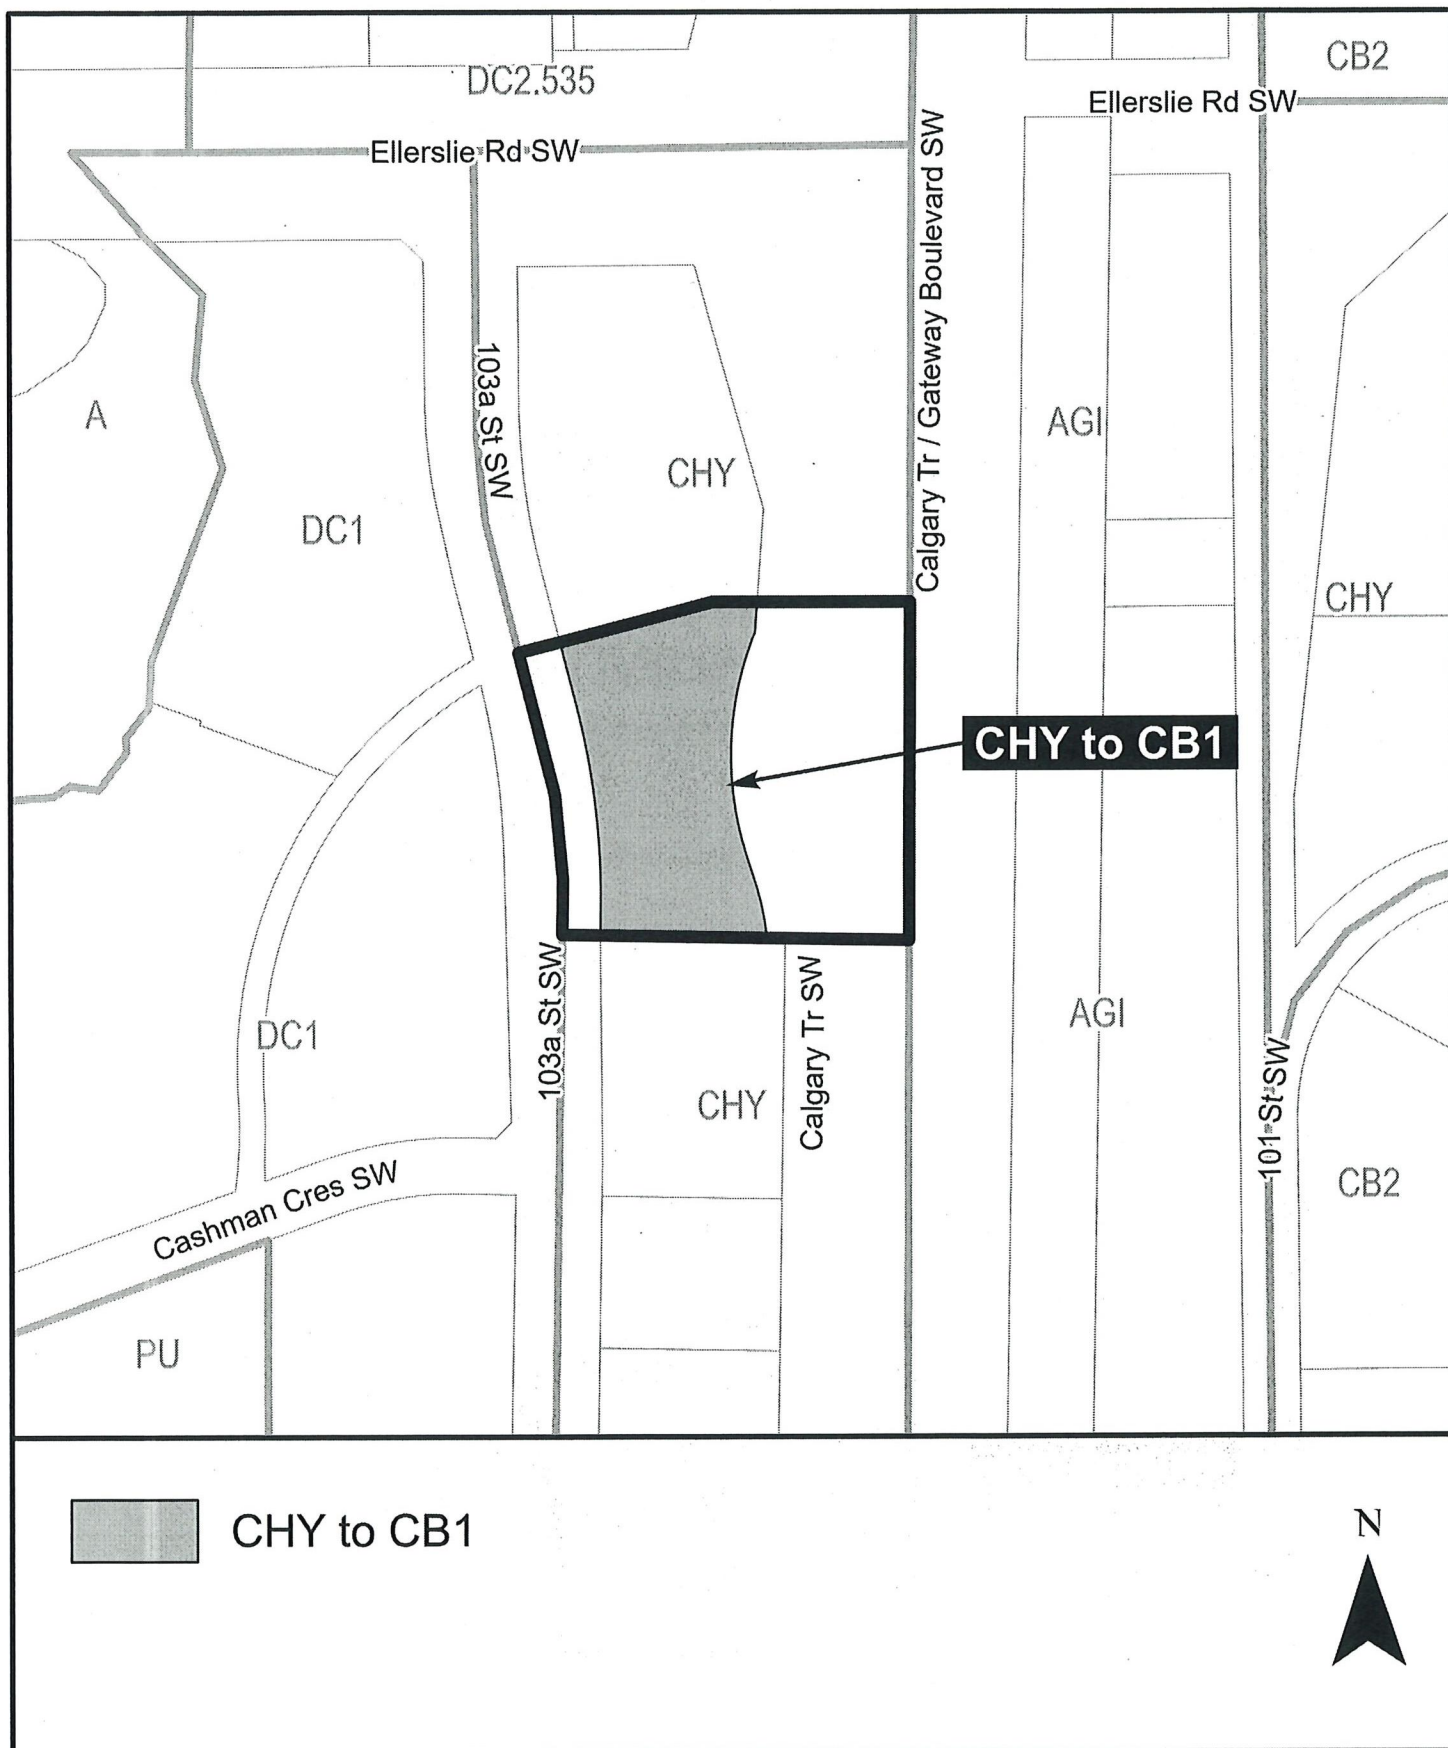 CB2
DC2.535
Ellerslie Rd SW
Ellerslie Rd SW
Calgary Tr / Gateway Boulevard SW
103a St SW
A
AGI
CHY
DC1
CHY
CHY to CB1
103a St SW
Calgary Tr SW
AGI
DC1
101 St SW
CHY
CB2
Cashman Cres SW
PU
CHY to CB1
N